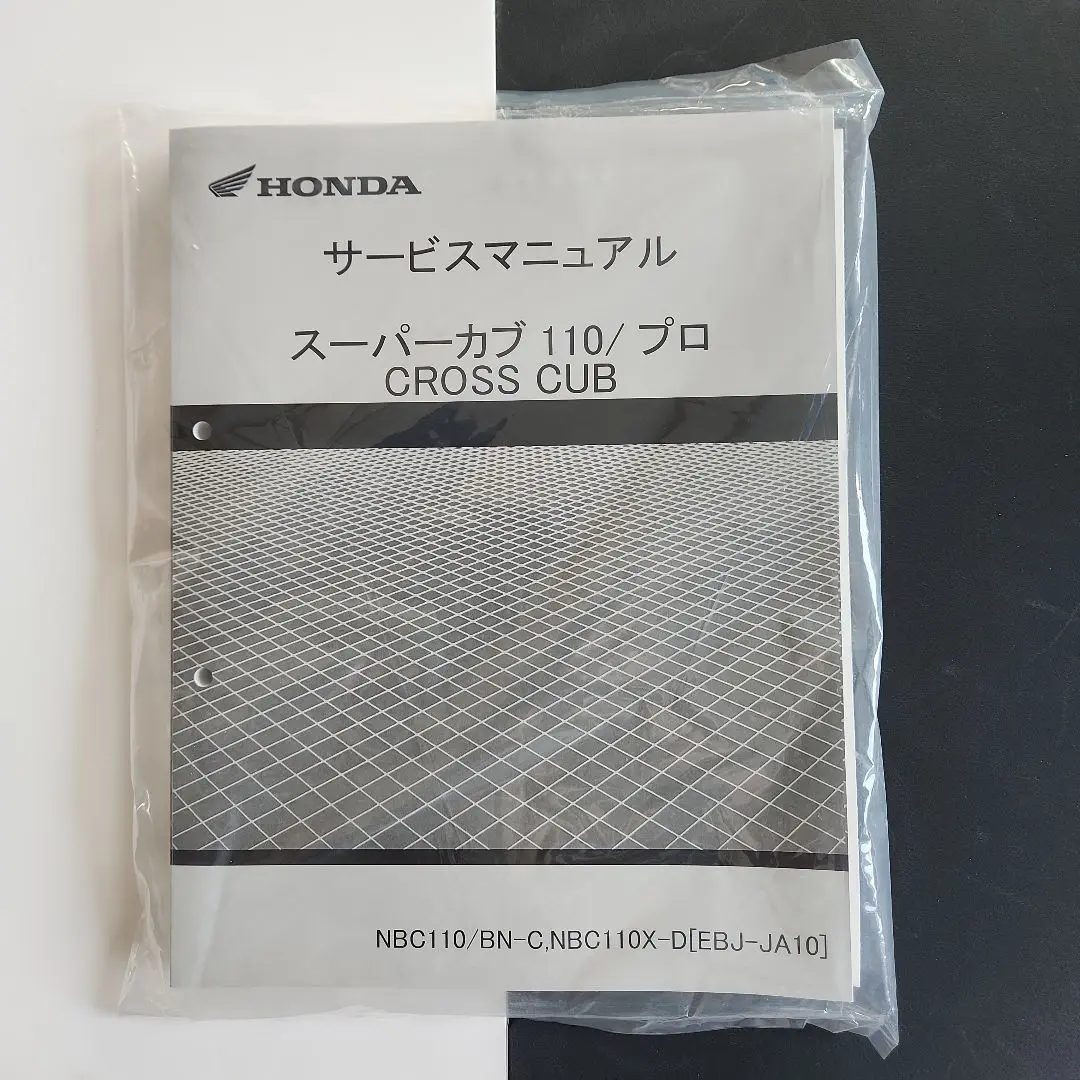 HONDA
サービスマニュアル
スーパーカブ 110/ プロ
CROSS CUB
NBC110/BN-C,NBC110X-D[EBJ-JA10]